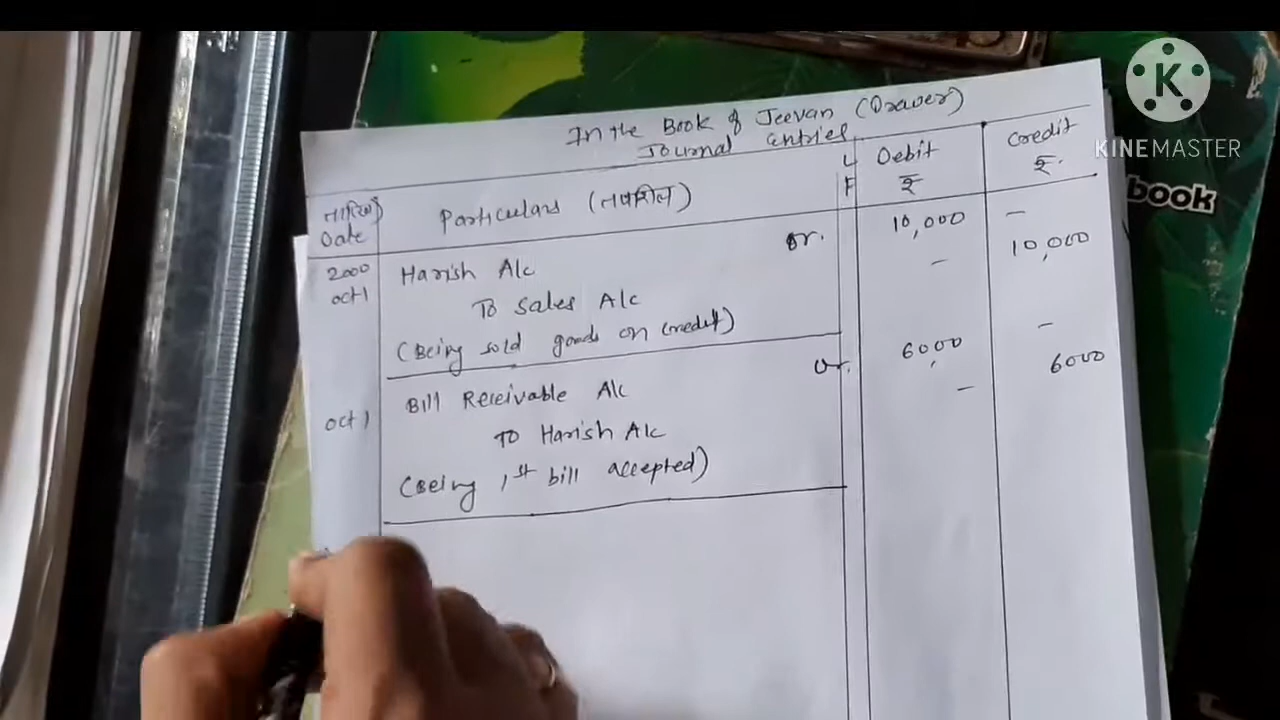 In the Book of Jeevan (Drawer)
Journal entries
तारिख Date
Particulars (तपशिल)
L F
Debit ₹
Credit ₹.
2000 oct 1
Harish A/c Dr. 10,000 —
To Sales A/c — 10,000
(Being sold goods on credit)
oct 1
Bill Receivable A/c Dr. 6000 —
To Harish A/c — 6000
(Being 1st bill accepted)
K
KINEMASTER
book